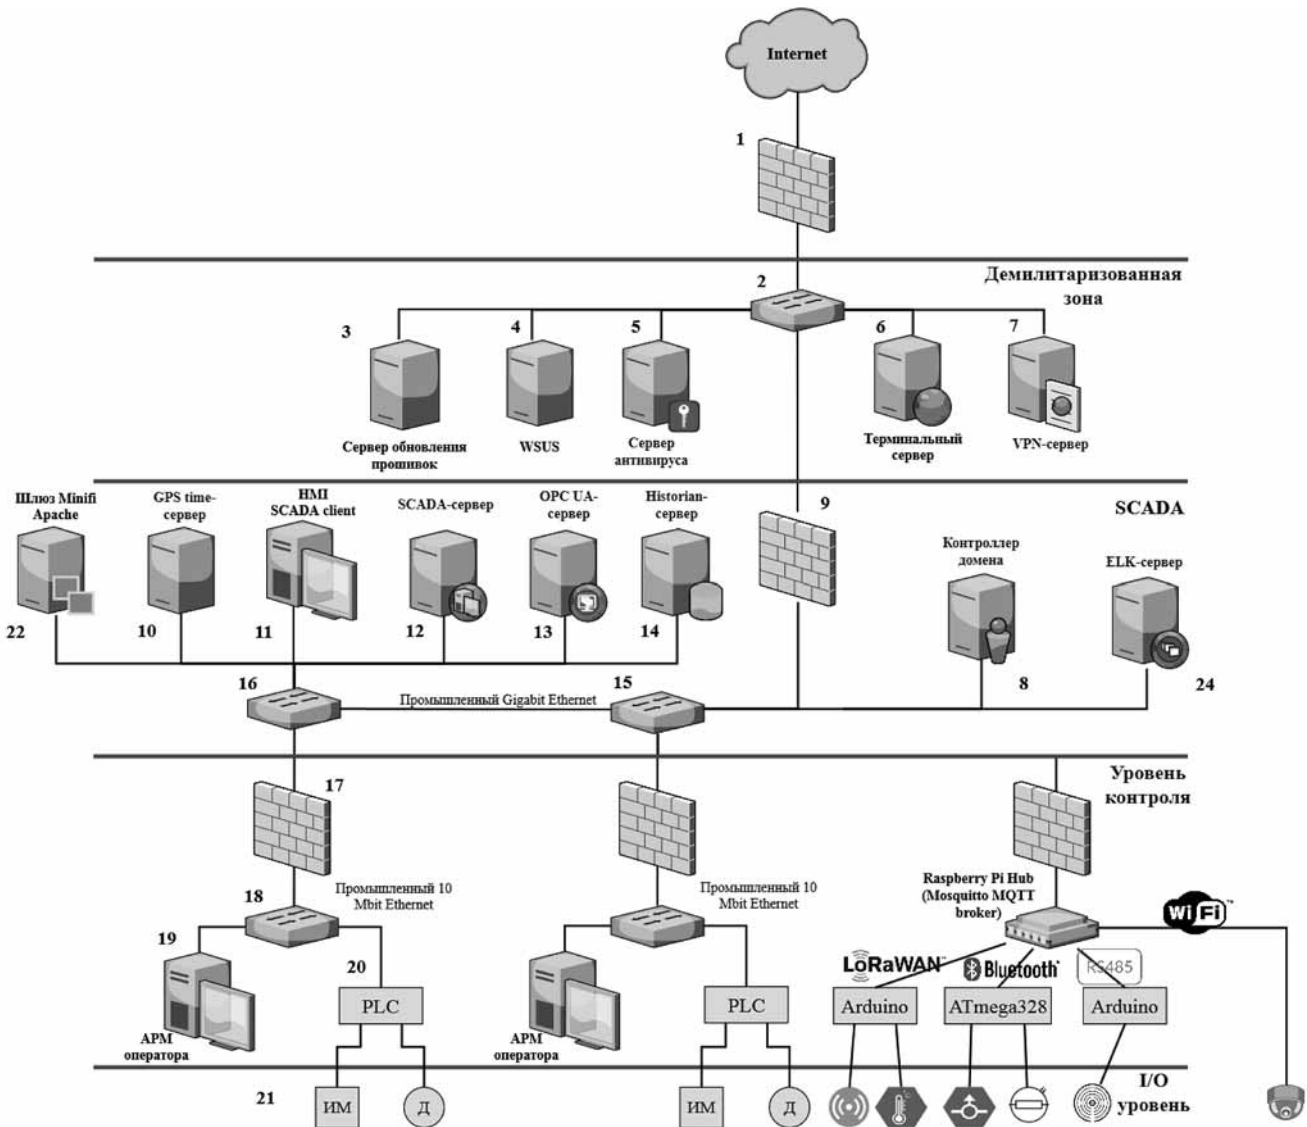 Internet
1
Демилитаризованная
зона
2
3
4
5
6
7
Сервер обновления
прошивок
WSUS
Сервер
антивируса
Терминальный
сервер
VPN-сервер
SCADA
Шлюз Minifi
Apache
GPS time-
сервер
HMI
SCADA client
SCADA-сервер
OPC UA-
сервер
Historian-
сервер
9
Контроллер
домена
ELK-сервер
22
10
11
12
13
14
8
24
16
Промышленный Gigabit Ethernet
15
Уровень
контроля
17
Промышленный 10
Mbit Ethernet
18
Промышленный 10
Mbit Ethernet
Raspberry Pi Hub
(Mosquitto MQTT
broker)
WiFi™
19
20
LoRaWAN™
Bluetooth®
RS485
PLC
PLC
Arduino
ATmega328
Arduino
АРМ
оператора
АРМ
оператора
I/O
уровень
21
ИМ
Д
ИМ
Д
°C